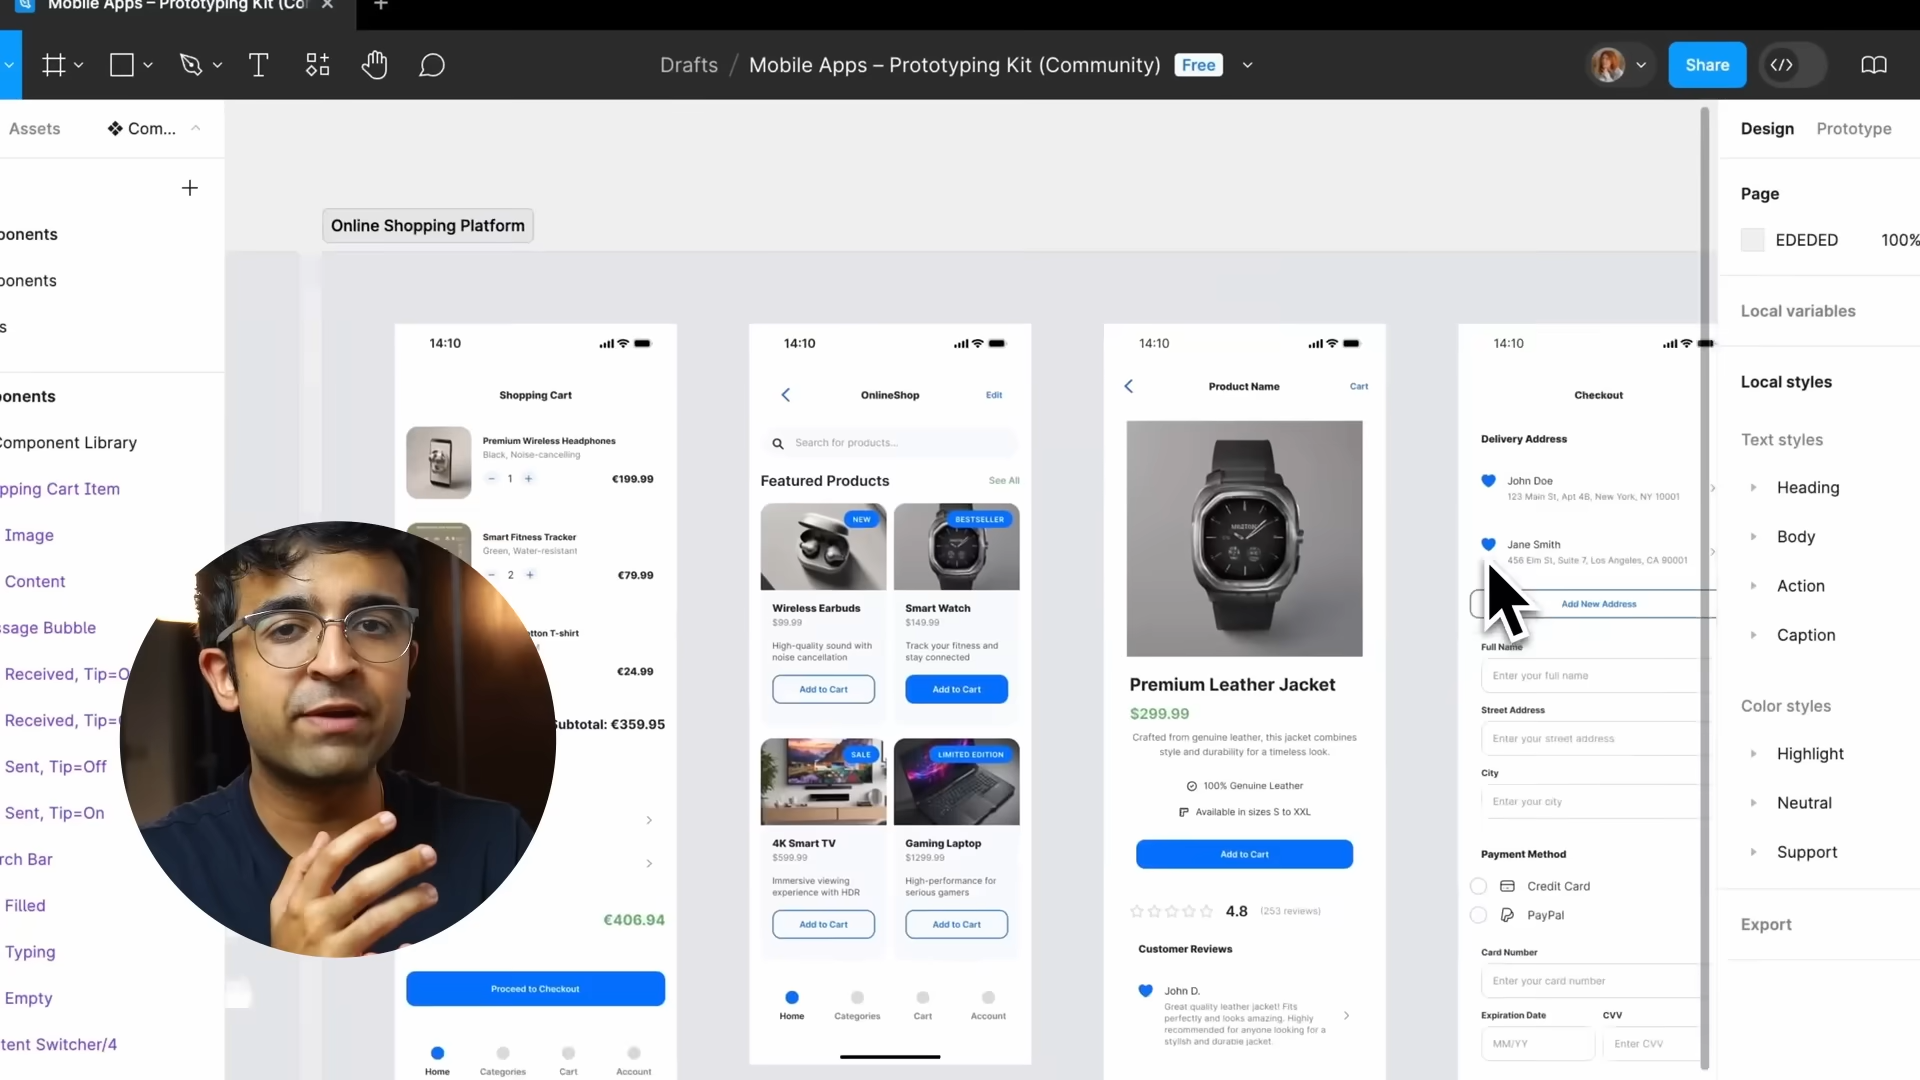 Mobile Apps – Prototyping Kit (Co
Drafts / Mobile Apps – Prototyping Kit (Community) Free
Share
Assets
Com...
ponents
ponents
s
ponents
Component Library
pping Cart Item
Image
Content
ssage Bubble
Received, Tip=O
Received, Tip=
Sent, Tip=Off
Sent, Tip=On
rch Bar
Filled
Typing
Empty
tent Switcher/4
Online Shopping Platform
14:10
Shopping Cart
Premium Wireless Headphones
Black, Noise-cancelling
1
€199.99
Smart Fitness Tracker
Green, Water-resistant
2
€79.99
tton T-shirt
€24.99
Subtotal: €359.95
€406.94
Proceed to Checkout
Home Categories Cart Account
14:10
OnlineShop Edit
Search for products...
Featured Products See All
NEW
Wireless Earbuds
$99.99
High-quality sound with
noise cancellation
Add to Cart
BESTSELLER
Smart Watch
$149.99
Track your fitness and
stay connected
Add to Cart
SALE
4K Smart TV
$599.99
Immersive viewing
experience with HDR
Add to Cart
LIMITED EDITION
Gaming Laptop
$1299.99
High-performance for
serious gamers
Add to Cart
Home Categories Cart Account
14:10
Product Name Cart
Premium Leather Jacket
$299.99
Crafted from genuine leather, this jacket combines
style and durability for a timeless look.
100% Genuine Leather
Available in sizes S to XXL
Add to Cart
4.8 (253 reviews)
Customer Reviews
John D.
Great quality leather jacket! Fits
perfectly and looks amazing. Highly
recommended for anyone looking for a
stylish and durable jacket.
14:10
Checkout
Delivery Address
John Doe
123 Main St, Apt 4B, New York, NY 10001
Jane Smith
456 Elm St, Suite 7, Los Angeles, CA 90001
Add New Address
Full Name
Enter your full name
Street Address
Enter your street address
City
Enter your city
Payment Method
Credit Card
PayPal
Card Number
Enter your card number
Expiration Date CVV
MM/YY Enter CVV
Design Prototype
Page
EDEDED 100%
Local variables
Local styles
Text styles
Heading
Body
Action
Caption
Color styles
Highlight
Neutral
Support
Export